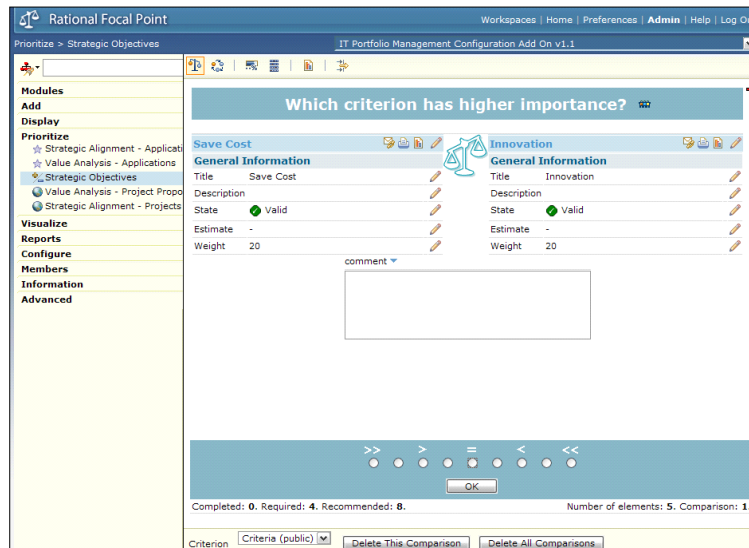 Rational Focal Point
Workspaces | Home | Preferences | Admin | Help | Log O
Prioritize > Strategic Objectives
IT Portfolio Management Configuration Add On v1.1
Modules
Add
Display
Prioritize
Strategic Alignment - Applicati
Value Analysis - Applications
Strategic Objectives
Value Analysis - Project Propo
Strategic Alignment - Projects
Visualize
Reports
Configure
Members
Information
Advanced
Which criterion has higher importance?
Save Cost
General Information
Title Save Cost
Description
State Valid
Estimate -
Weight 20
Innovation
General Information
Title Innovation
Description
State Valid
Estimate -
Weight 20
comment
>> > = < <<
OK
Completed: 0. Required: 4. Recommended: 8.
Number of elements: 5. Comparison: 1.
Criterion Criteria (public) Delete This Comparison Delete All Comparisons